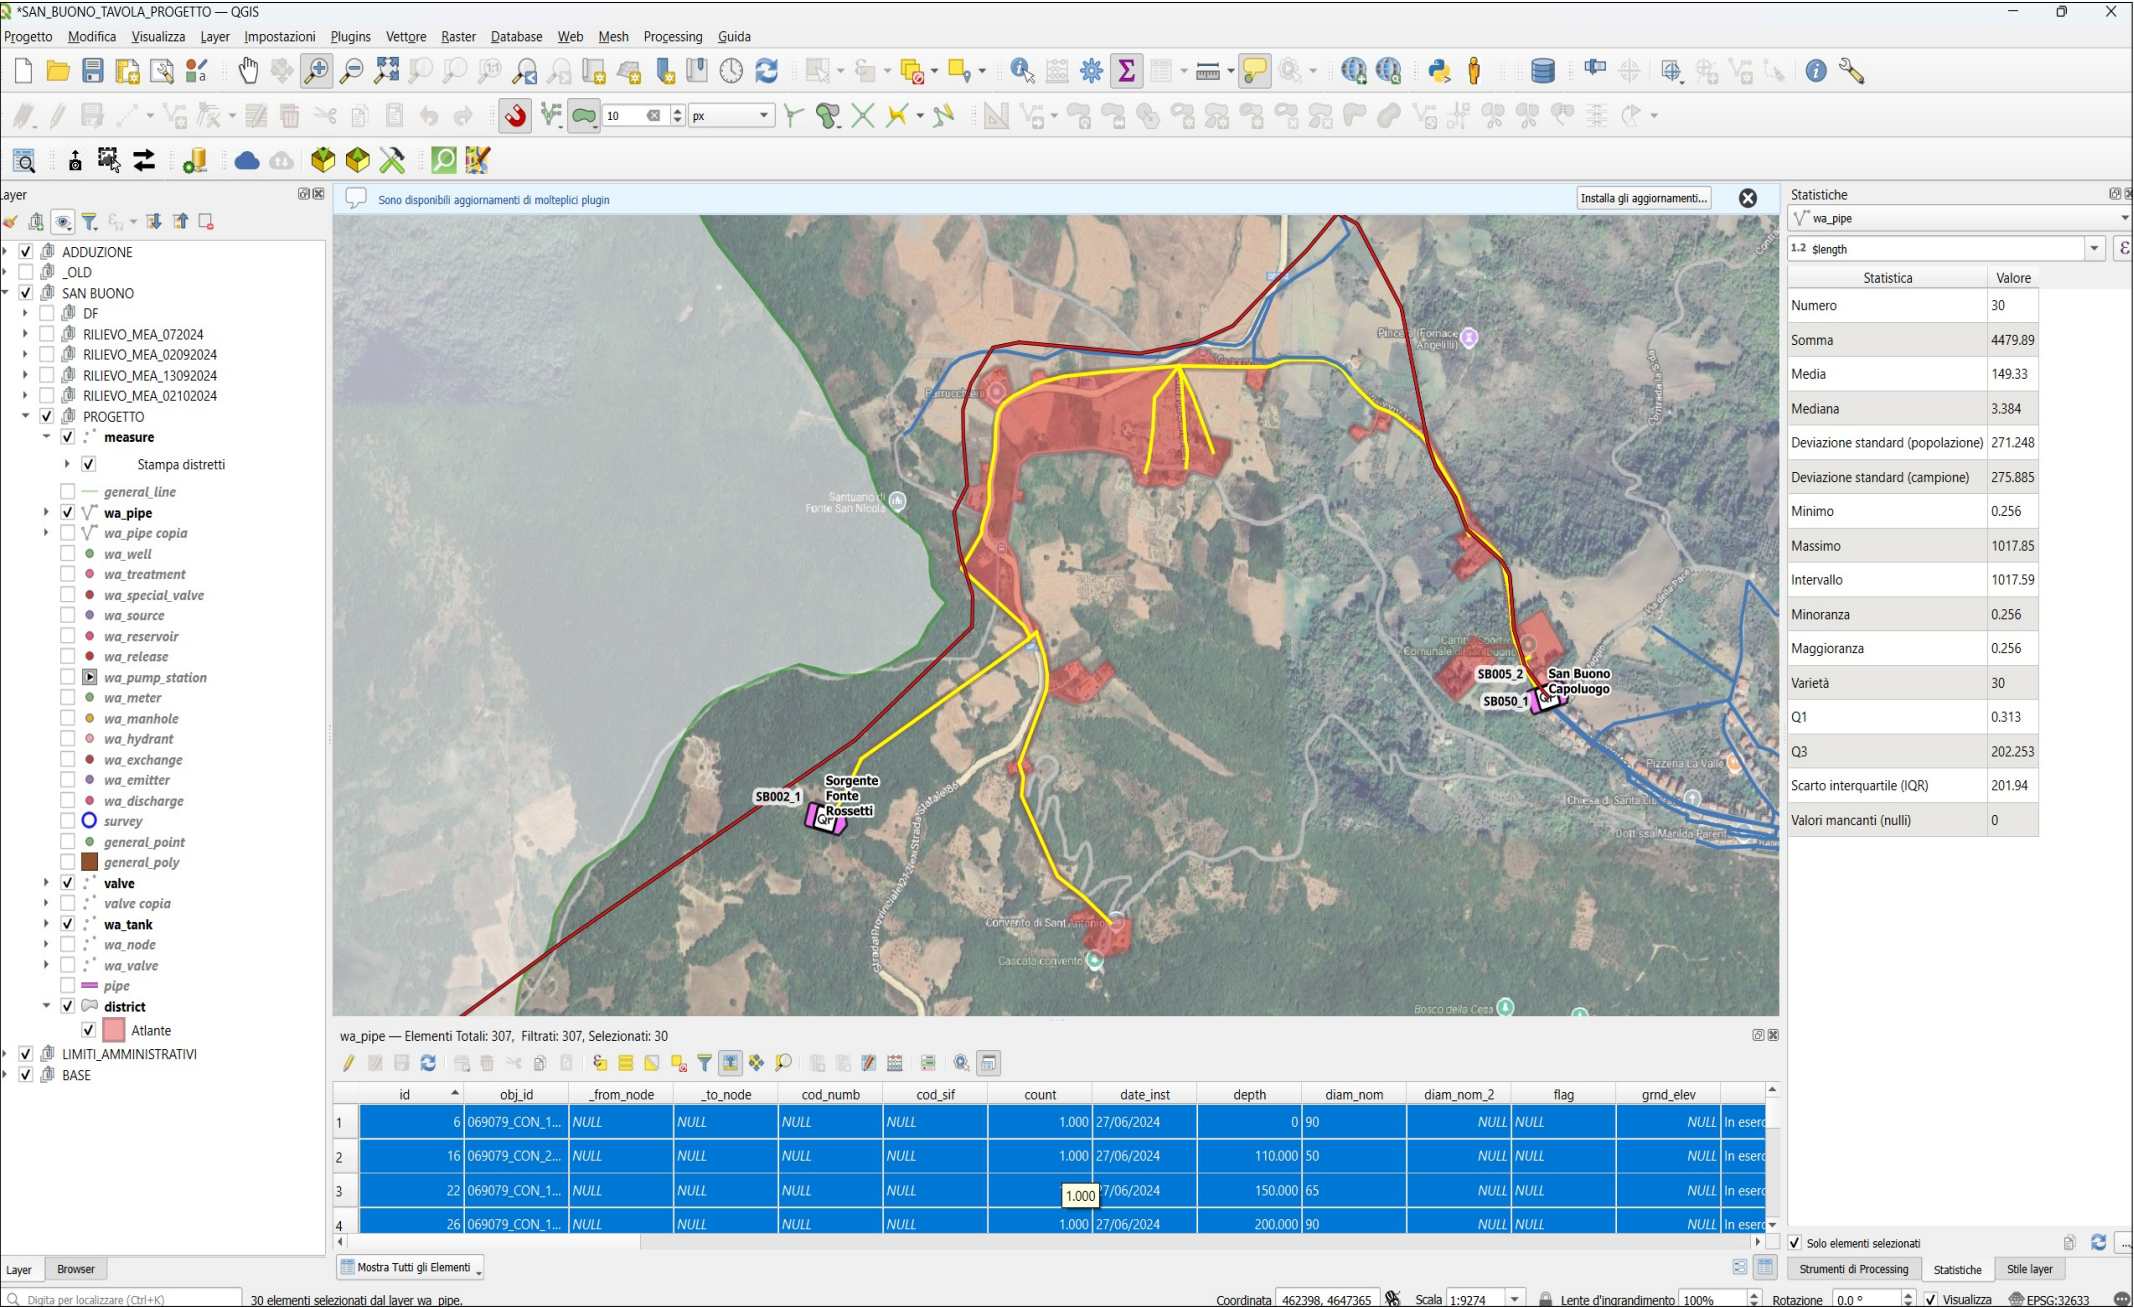 *SAN_BUONO_TAVOLA_PROGETTO — QGIS
Progetto Modifica Visualizza Layer Impostazioni Plugins Vettore Raster Database Web Mesh Processing Guida
10 px
Layer
Sono disponibili aggiornamenti di molteplici plugin
Installa gli aggiornamenti...
ADDUZIONE
_OLD
SAN BUONO
DF
RILIEVO_MEA_072024
RILIEVO_MEA_02092024
RILIEVO_MEA_13092024
RILIEVO_MEA_02102024
PROGETTO
measure
Stampa distretti
general_line
wa_pipe
wa_pipe copia
wa_well
wa_treatment
wa_special_valve
wa_source
wa_reservoir
wa_release
wa_pump_station
wa_meter
wa_manhole
wa_hydrant
wa_exchange
wa_emitter
wa_discharge
survey
general_point
general_poly
valve
valve copia
wa_tank
wa_node
wa_valve
pipe
district
Atlante
LIMITI_AMMINISTRATIVI
BASE
Layer Browser
Parrucchiera
Santuario di
Fonte San Nicola
Angelilli)
Comunale di San Buono
SB005_2
SB050_1
San Buono
Capoluogo
SB002_1
Sorgente
Fonte
Rossetti
Pizzeria La Valle
Convento di Sant'Antonio
Cascata convento
Bosco della Cesa
Statistiche
wa_pipe
1.2 $length
Statistica Valore
Numero 30
Somma 4479.89
Media 149.33
Mediana 3.384
Deviazione standard (popolazione) 271.248
Deviazione standard (campione) 275.885
Minimo 0.256
Massimo 1017.85
Intervallo 1017.59
Minoranza 0.256
Maggioranza 0.256
Varietà 30
Q1 0.313
Q3 202.253
Scarto interquartile (IQR) 201.94
Valori mancanti (nulli) 0
Solo elementi selezionati
Strumenti di Processing Statistiche Stile layer
wa_pipe — Elementi Totali: 307, Filtrati: 307, Selezionati: 30
id obj_id _from_node _to_node cod_numb cod_sif count date_inst depth diam_nom diam_nom_2 flag grnd_elev
1 6 069079_CON_1... NULL NULL NULL NULL 1.000 27/06/2024 0 90 NULL NULL NULL In eserc
2 16 069079_CON_2... NULL NULL NULL NULL 1.000 27/06/2024 110.000 50 NULL NULL NULL In eserc
3 22 069079_CON_1... NULL NULL NULL NULL 7/06/2024 150.000 65 NULL NULL NULL In eserc
1.000
4 26 069079_CON_1... NULL NULL NULL NULL 1.000 27/06/2024 200.000 90 NULL NULL NULL In eserc
Mostra Tutti gli Elementi
Digita per localizzare (Ctrl+K) 30 elementi selezionati dal layer wa_pipe. Coordinata 462398, 4647365 Scala 1:9274 Lente d'ingrandimento 100% Rotazione 0.0 ° Visualizza EPSG:32633